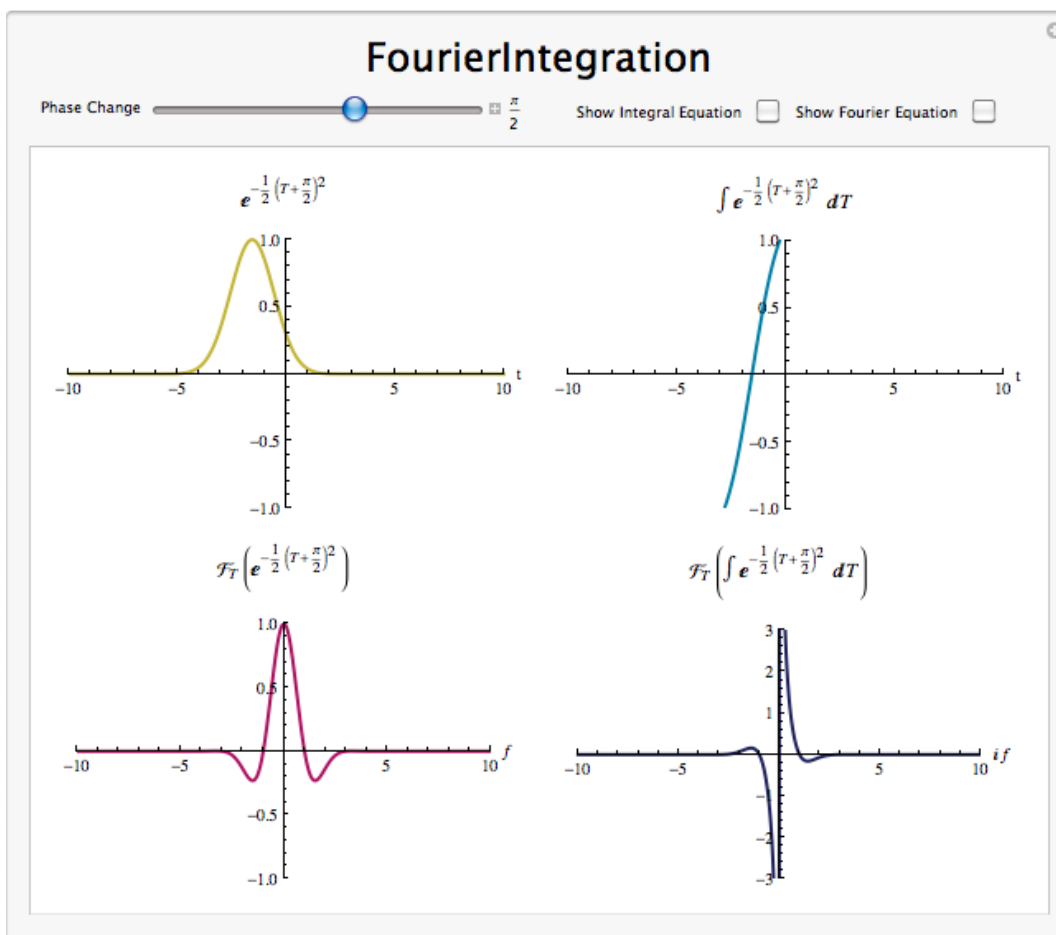 FourierIntegration
Phase Change π/2 Show Integral Equation Show Fourier Equation
e^{-1/2 (T+π/2)^2}
1.0
0.5
-10 -5 5 10 t
-0.5
-1.0
∫ e^{-1/2 (T+π/2)^2} dT
1.0
0.5
-10 -5 5 10 t
-0.5
-1.0
ℱ_T (e^{-1/2 (T+π/2)^2})
1.0
0.5
-10 -5 5 10 f
-0.5
-1.0
ℱ_T (∫ e^{-1/2 (T+π/2)^2} dT)
3
2
1
-10 -5 5 10 i f
-1
-2
-3